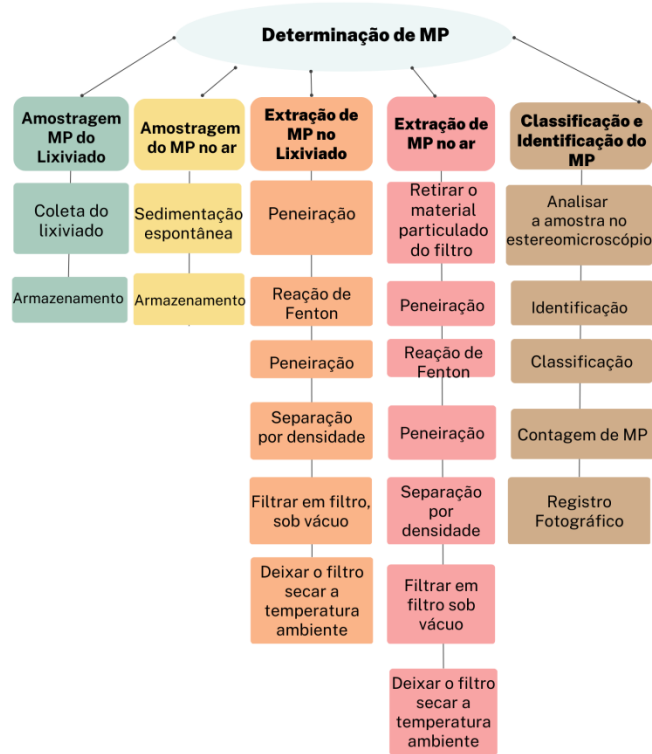 Determinação de MP
Amostragem
MP do
Lixiviado
Coleta do
lixiviado
Armazenamento
Amostragem
do MP no ar
Sedimentação
espontânea
Armazenamento
Extração de
MP no Lixiviado
Peneiração
Reação de
Fenton
Peneiração
Separação
por densidade
Filtrar em filtro,
sob vácuo
Deixar o filtro
secar a
temperatura
ambiente
Extração de
MP no ar
Retirar o
material
particulado
do filtro
Peneiração
Reação de
Fenton
Peneiração
Separação
por
densidade
Filtrar em
filtro sob
vácuo
Deixar o filtro
secar a
temperatura
ambiente
Classificação e
Identificação do
MP
Analisar
a amostra no
estereomicroscópio
Identificação
Classificação
Contagem de MP
Registro
Fotográfico